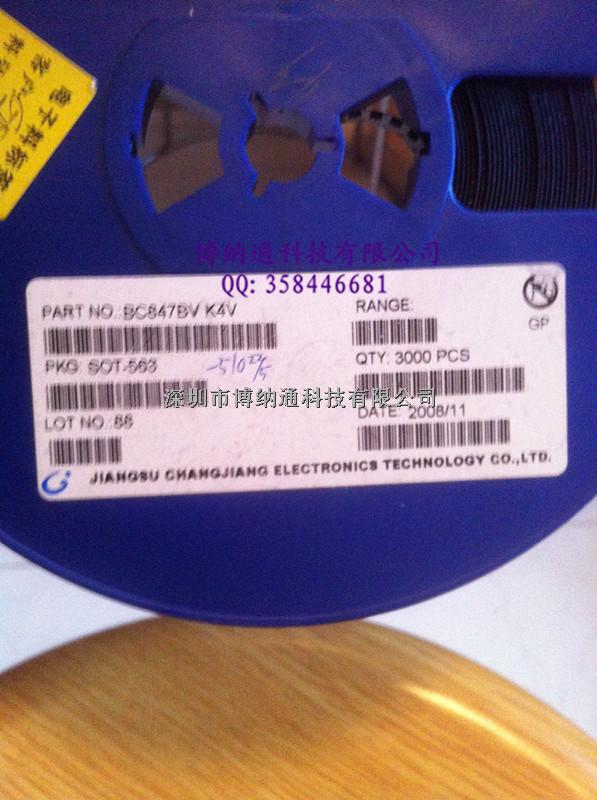 博纳通科技有限公司
QQ: 358446681
PART NO.: BC847BV K4V
RANGE:
GP
PKG: SOT-563
QTY: 3000 PCS
深圳市博纳通科技有限公司
LOT NO.: 88
DATE: 2008/11
JIANGSU CHANGJIANG ELECTRONICS TECHNOLOGY CO.,LTD.